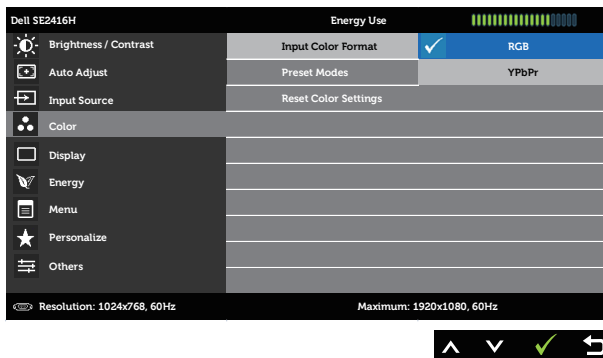 Dell SE2416H Energy Use
Brightness / Contrast Input Color Format RGB
Auto Adjust Preset Modes YPbPr
Input Source Reset Color Settings
Color
Display
Energy
Menu
Personalize
Others
Resolution: 1024x768, 60Hz Maximum: 1920x1080, 60Hz